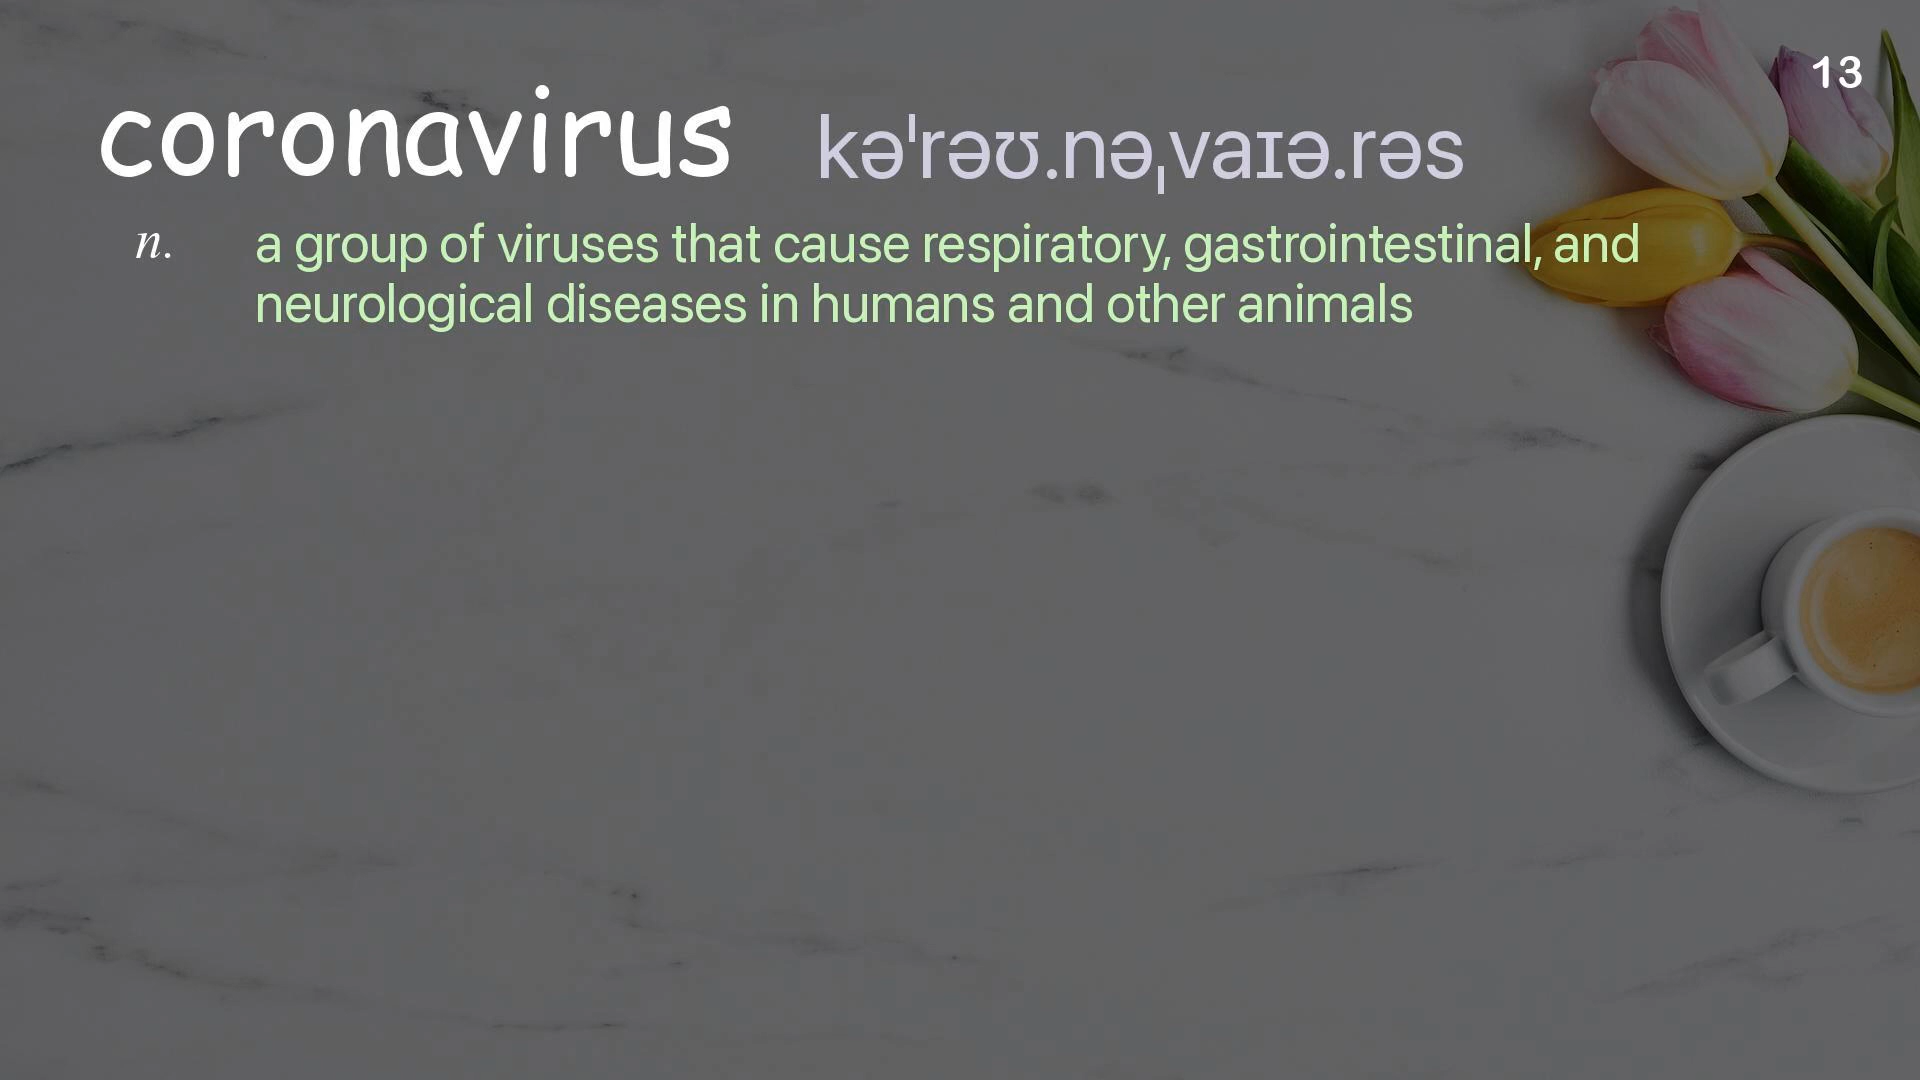 13
coronavirus kəˈrəʊ.nəˌvaɪə.rəs
n. a group of viruses that cause respiratory, gastrointestinal, and
neurological diseases in humans and other animals